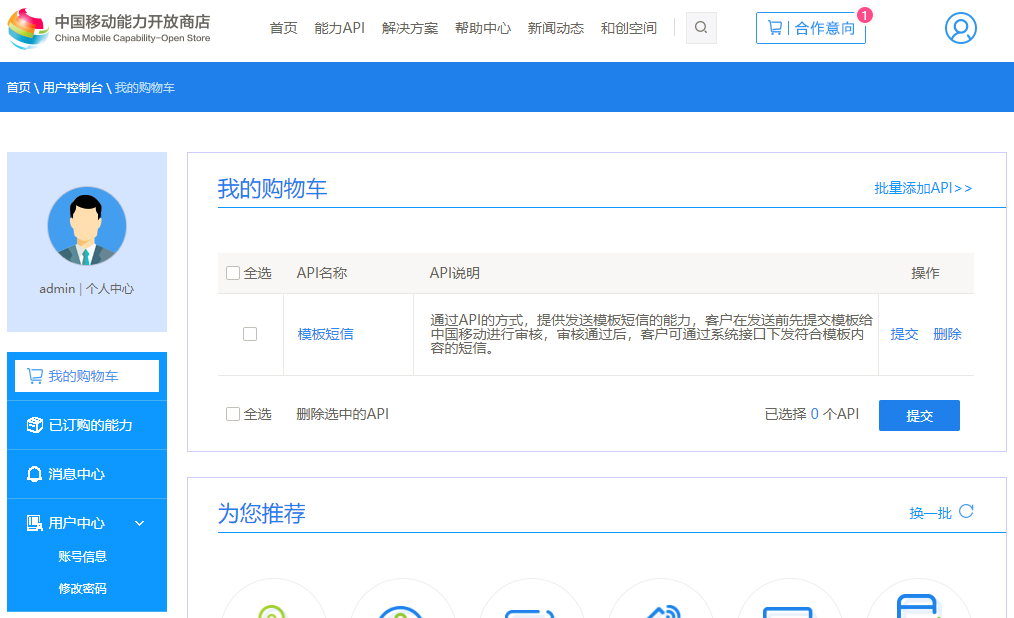 中国移动能力开放商店
China Mobile Capability-Open Store
首页 能力API 解决方案 帮助中心 新闻动态 和创空间
合作意向
1
首页 \ 用户控制台 \ 我的购物车
admin | 个人中心
我的购物车
已订购的能力
消息中心
用户中心
账号信息
修改密码
我的购物车
批量添加API>>
全选 API名称 API说明 操作
模板短信
通过API的方式，提供发送模板短信的能力，客户在发送前先提交模板给
中国移动进行审核，审核通过后，客户可通过系统接口下发符合模板内
容的短信。
提交 删除
全选 删除选中的API 已选择 0 个API 提交
为您推荐
换一批